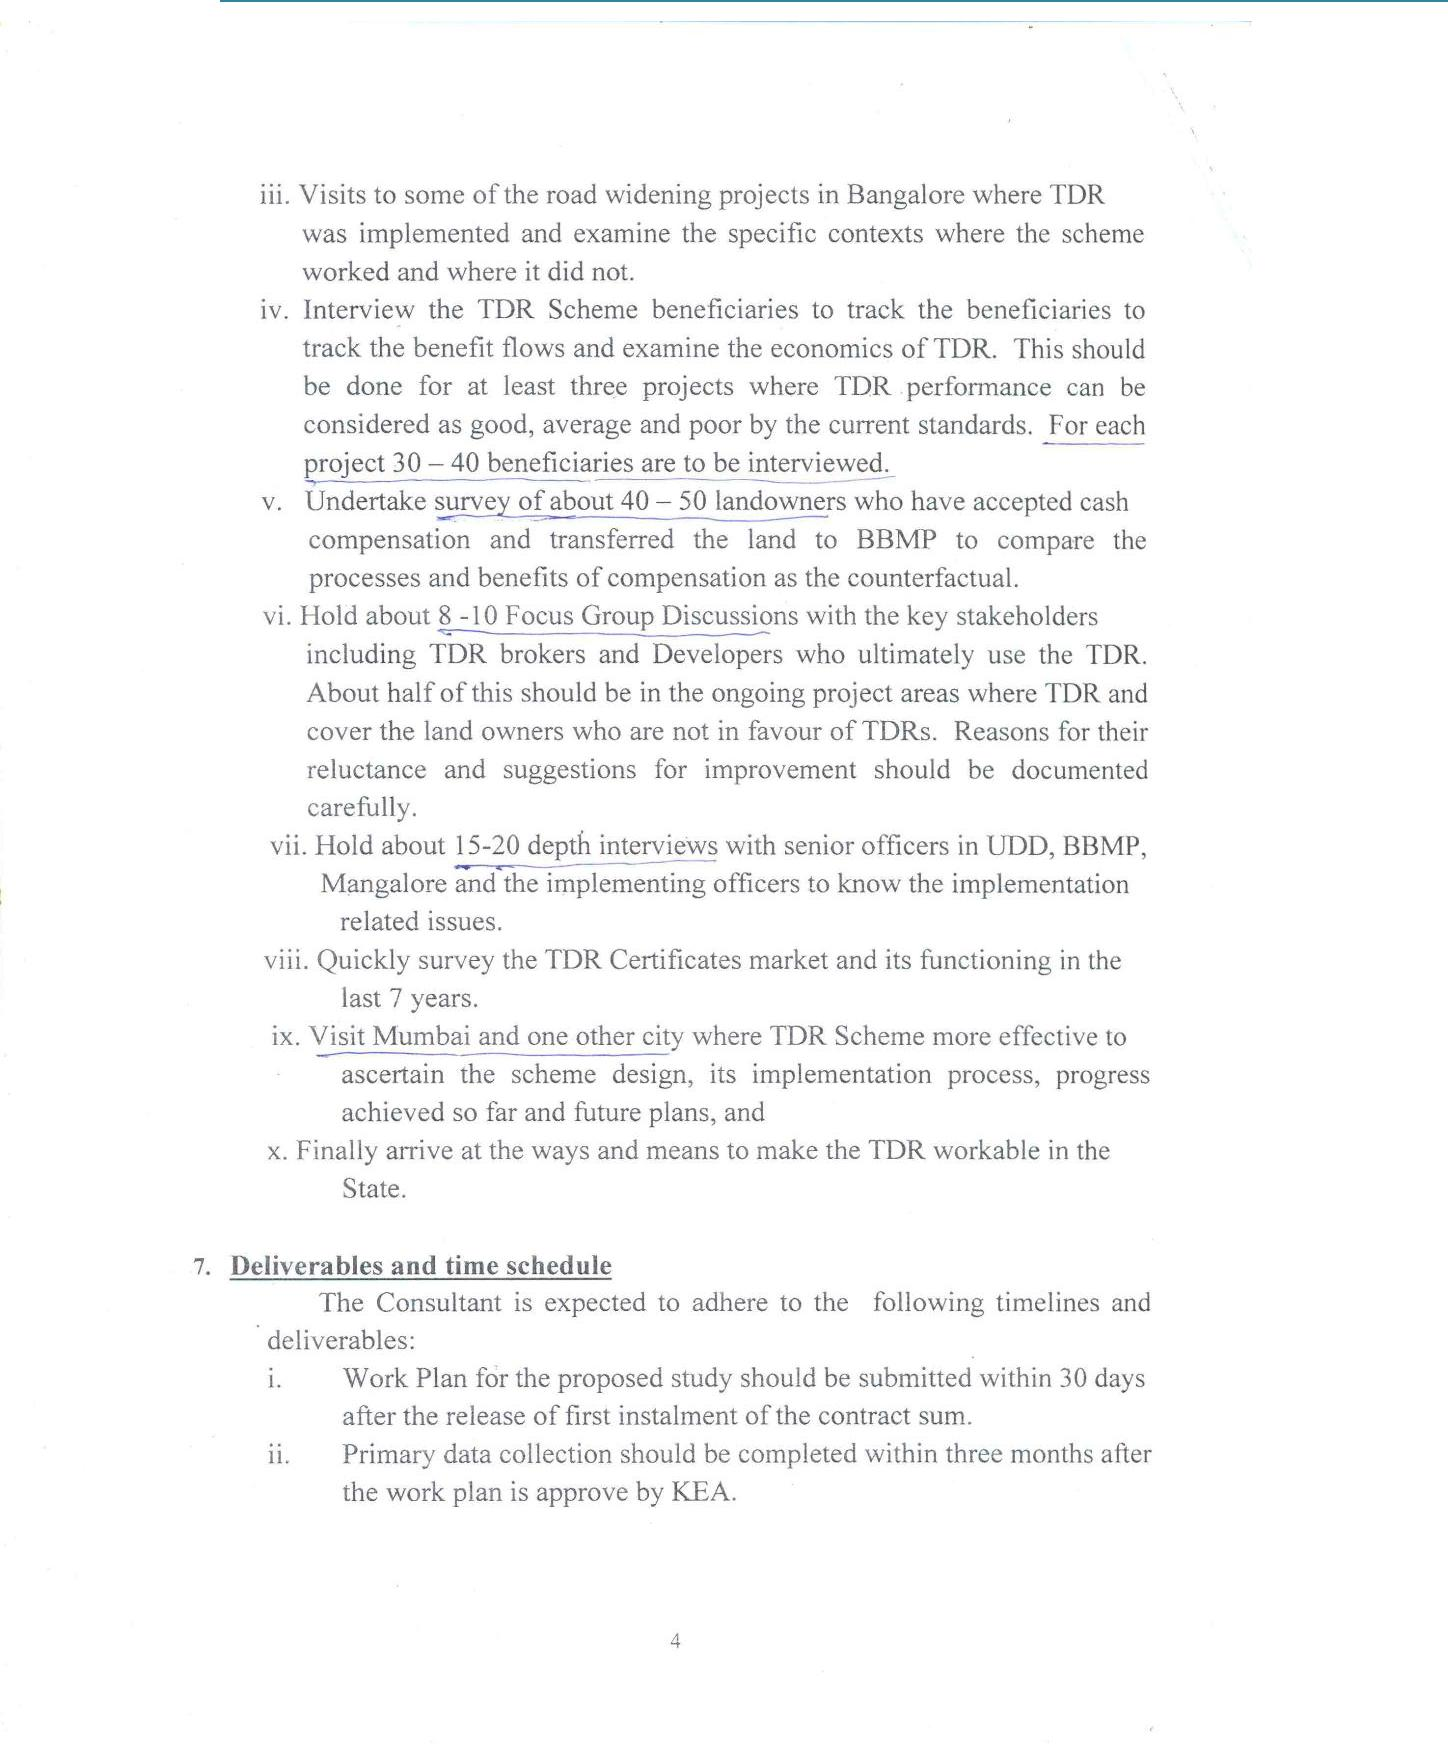 iii. Visits to some of the road widening projects in Bangalore where TDR
was implemented and examine the specific contexts where the scheme
worked and where it did not.
iv. Interview the TDR Scheme beneficiaries to track the beneficiaries to
track the benefit flows and examine the economics of TDR. This should
be done for at least three projects where TDR performance can be
considered as good, average and poor by the current standards. For each
project 30 – 40 beneficiaries are to be interviewed.
v. Undertake survey of about 40 – 50 landowners who have accepted cash
compensation and transferred the land to BBMP to compare the
processes and benefits of compensation as the counterfactual.
vi. Hold about 8 -10 Focus Group Discussions with the key stakeholders
including TDR brokers and Developers who ultimately use the TDR.
About half of this should be in the ongoing project areas where TDR and
cover the land owners who are not in favour of TDRs. Reasons for their
reluctance and suggestions for improvement should be documented
carefully.
vii. Hold about 15-20 depth interviews with senior officers in UDD, BBMP,
Mangalore and the implementing officers to know the implementation
related issues.
viii. Quickly survey the TDR Certificates market and its functioning in the
last 7 years.
ix. Visit Mumbai and one other city where TDR Scheme more effective to
ascertain the scheme design, its implementation process, progress
achieved so far and future plans, and
x. Finally arrive at the ways and means to make the TDR workable in the
State.
7. Deliverables and time schedule
The Consultant is expected to adhere to the following timelines and
deliverables:
i. Work Plan for the proposed study should be submitted within 30 days
after the release of first instalment of the contract sum.
ii. Primary data collection should be completed within three months after
the work plan is approve by KEA.
4